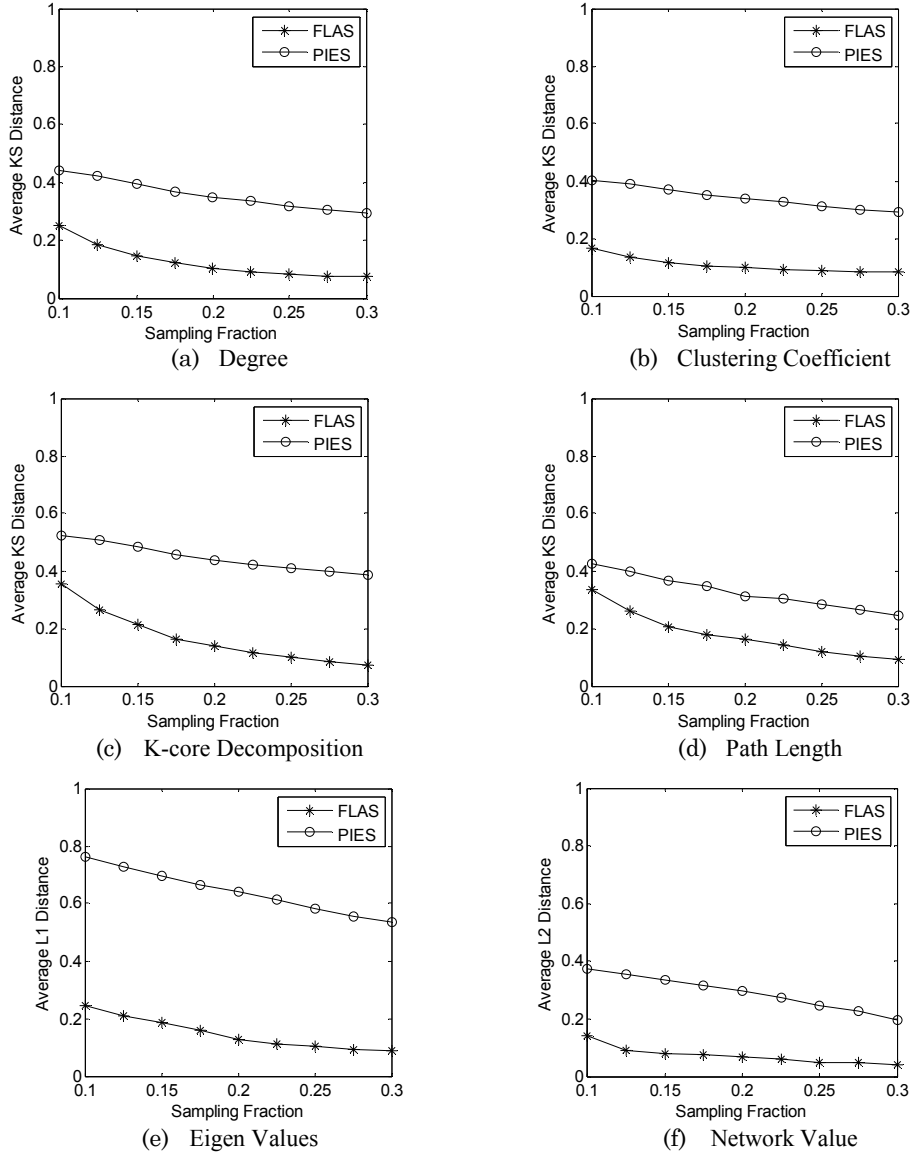 1
0.8
0.6
0.4
0.2
0
Average KS Distance
FLAS
PIES
0.1 0.15 0.2 0.25 0.3
Sampling Fraction
(a) Degree
1
0.8
0.6
0.4
0.2
0
Average KS Distance
FLAS
PIES
0.1 0.15 0.2 0.25 0.3
Sampling Fraction
(b) Clustering Coefficient
1
0.8
0.6
0.4
0.2
0
Average KS Distance
FLAS
PIES
0.1 0.15 0.2 0.25 0.3
Sampling Fraction
(c) K-core Decomposition
1
0.8
0.6
0.4
0.2
0
Average KS Distance
FLAS
PIES
0.1 0.15 0.2 0.25 0.3
Sampling Fraction
(d) Path Length
1
0.8
0.6
0.4
0.2
0
Average L1 Distance
FLAS
PIES
0.1 0.15 0.2 0.25 0.3
Sampling Fraction
(e) Eigen Values
1
0.8
0.6
0.4
0.2
0
Average L2 Distance
FLAS
PIES
0.1 0.15 0.2 0.25 0.3
Sampling Fraction
(f) Network Value